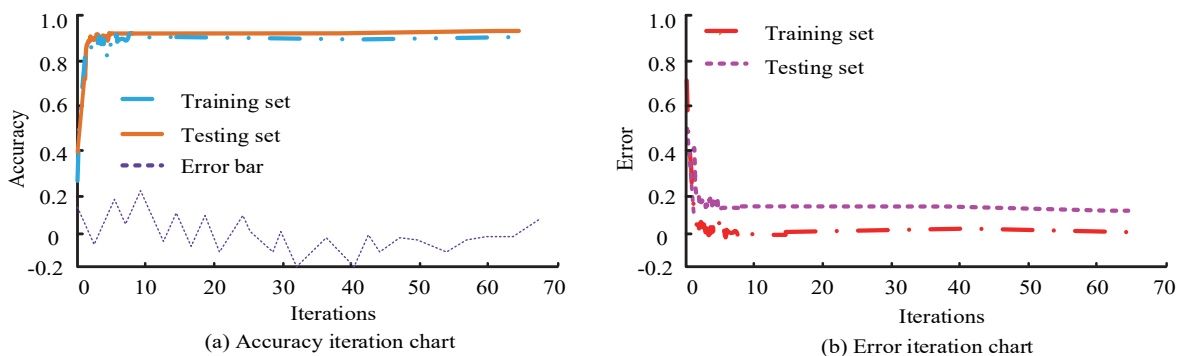 1.0
0.8
0.6
0.4
0.2
0
-0.2
Accuracy
Training set
Testing set
Error bar
0 10 20 30 40 50 60 70
Iterations
(a) Accuracy iteration chart
1.0
0.8
0.6
0.4
0.2
0
-0.2
Error
Training set
Testing set
0 10 20 30 40 50 60 70
Iterations
(b) Error iteration chart